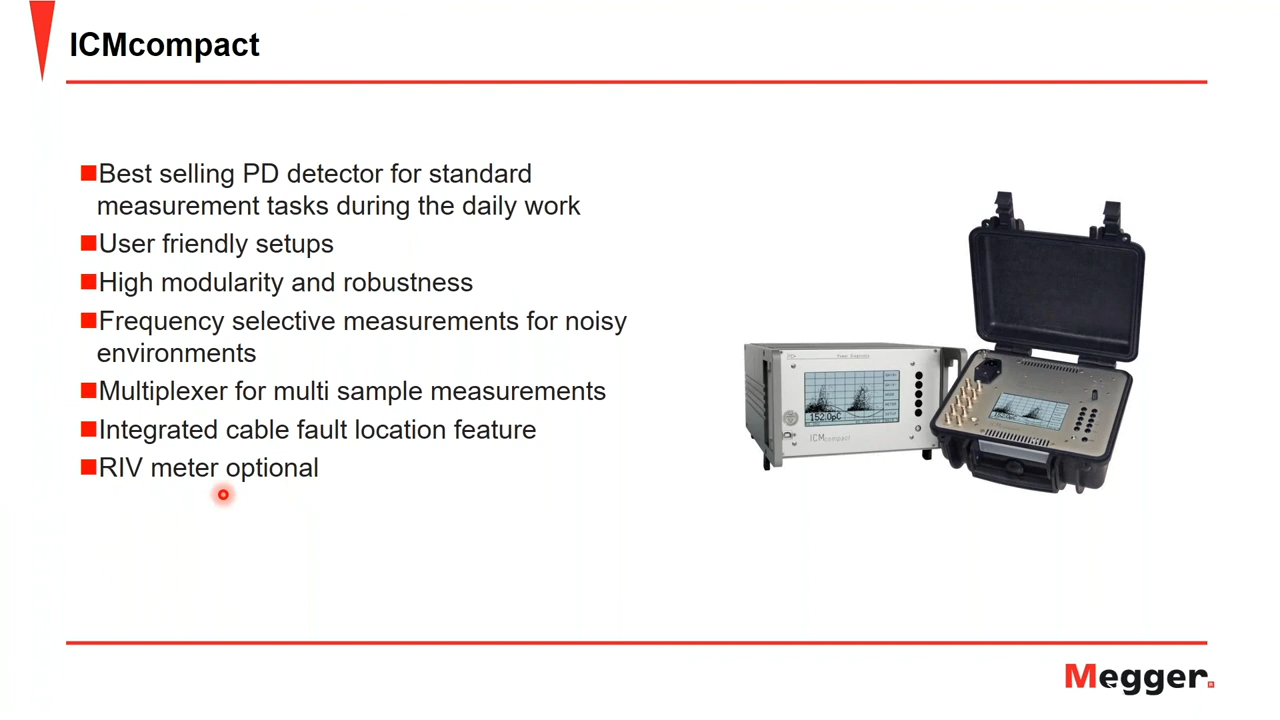 ICMcompact
Best selling PD detector for standard
measurement tasks during the daily work
User friendly setups
High modularity and robustness
Frequency selective measurements for noisy
environments
Multiplexer for multi sample measurements
Integrated cable fault location feature
RIV meter optional
Power Diagnostix
152.0pC
ICMcompact
Megger